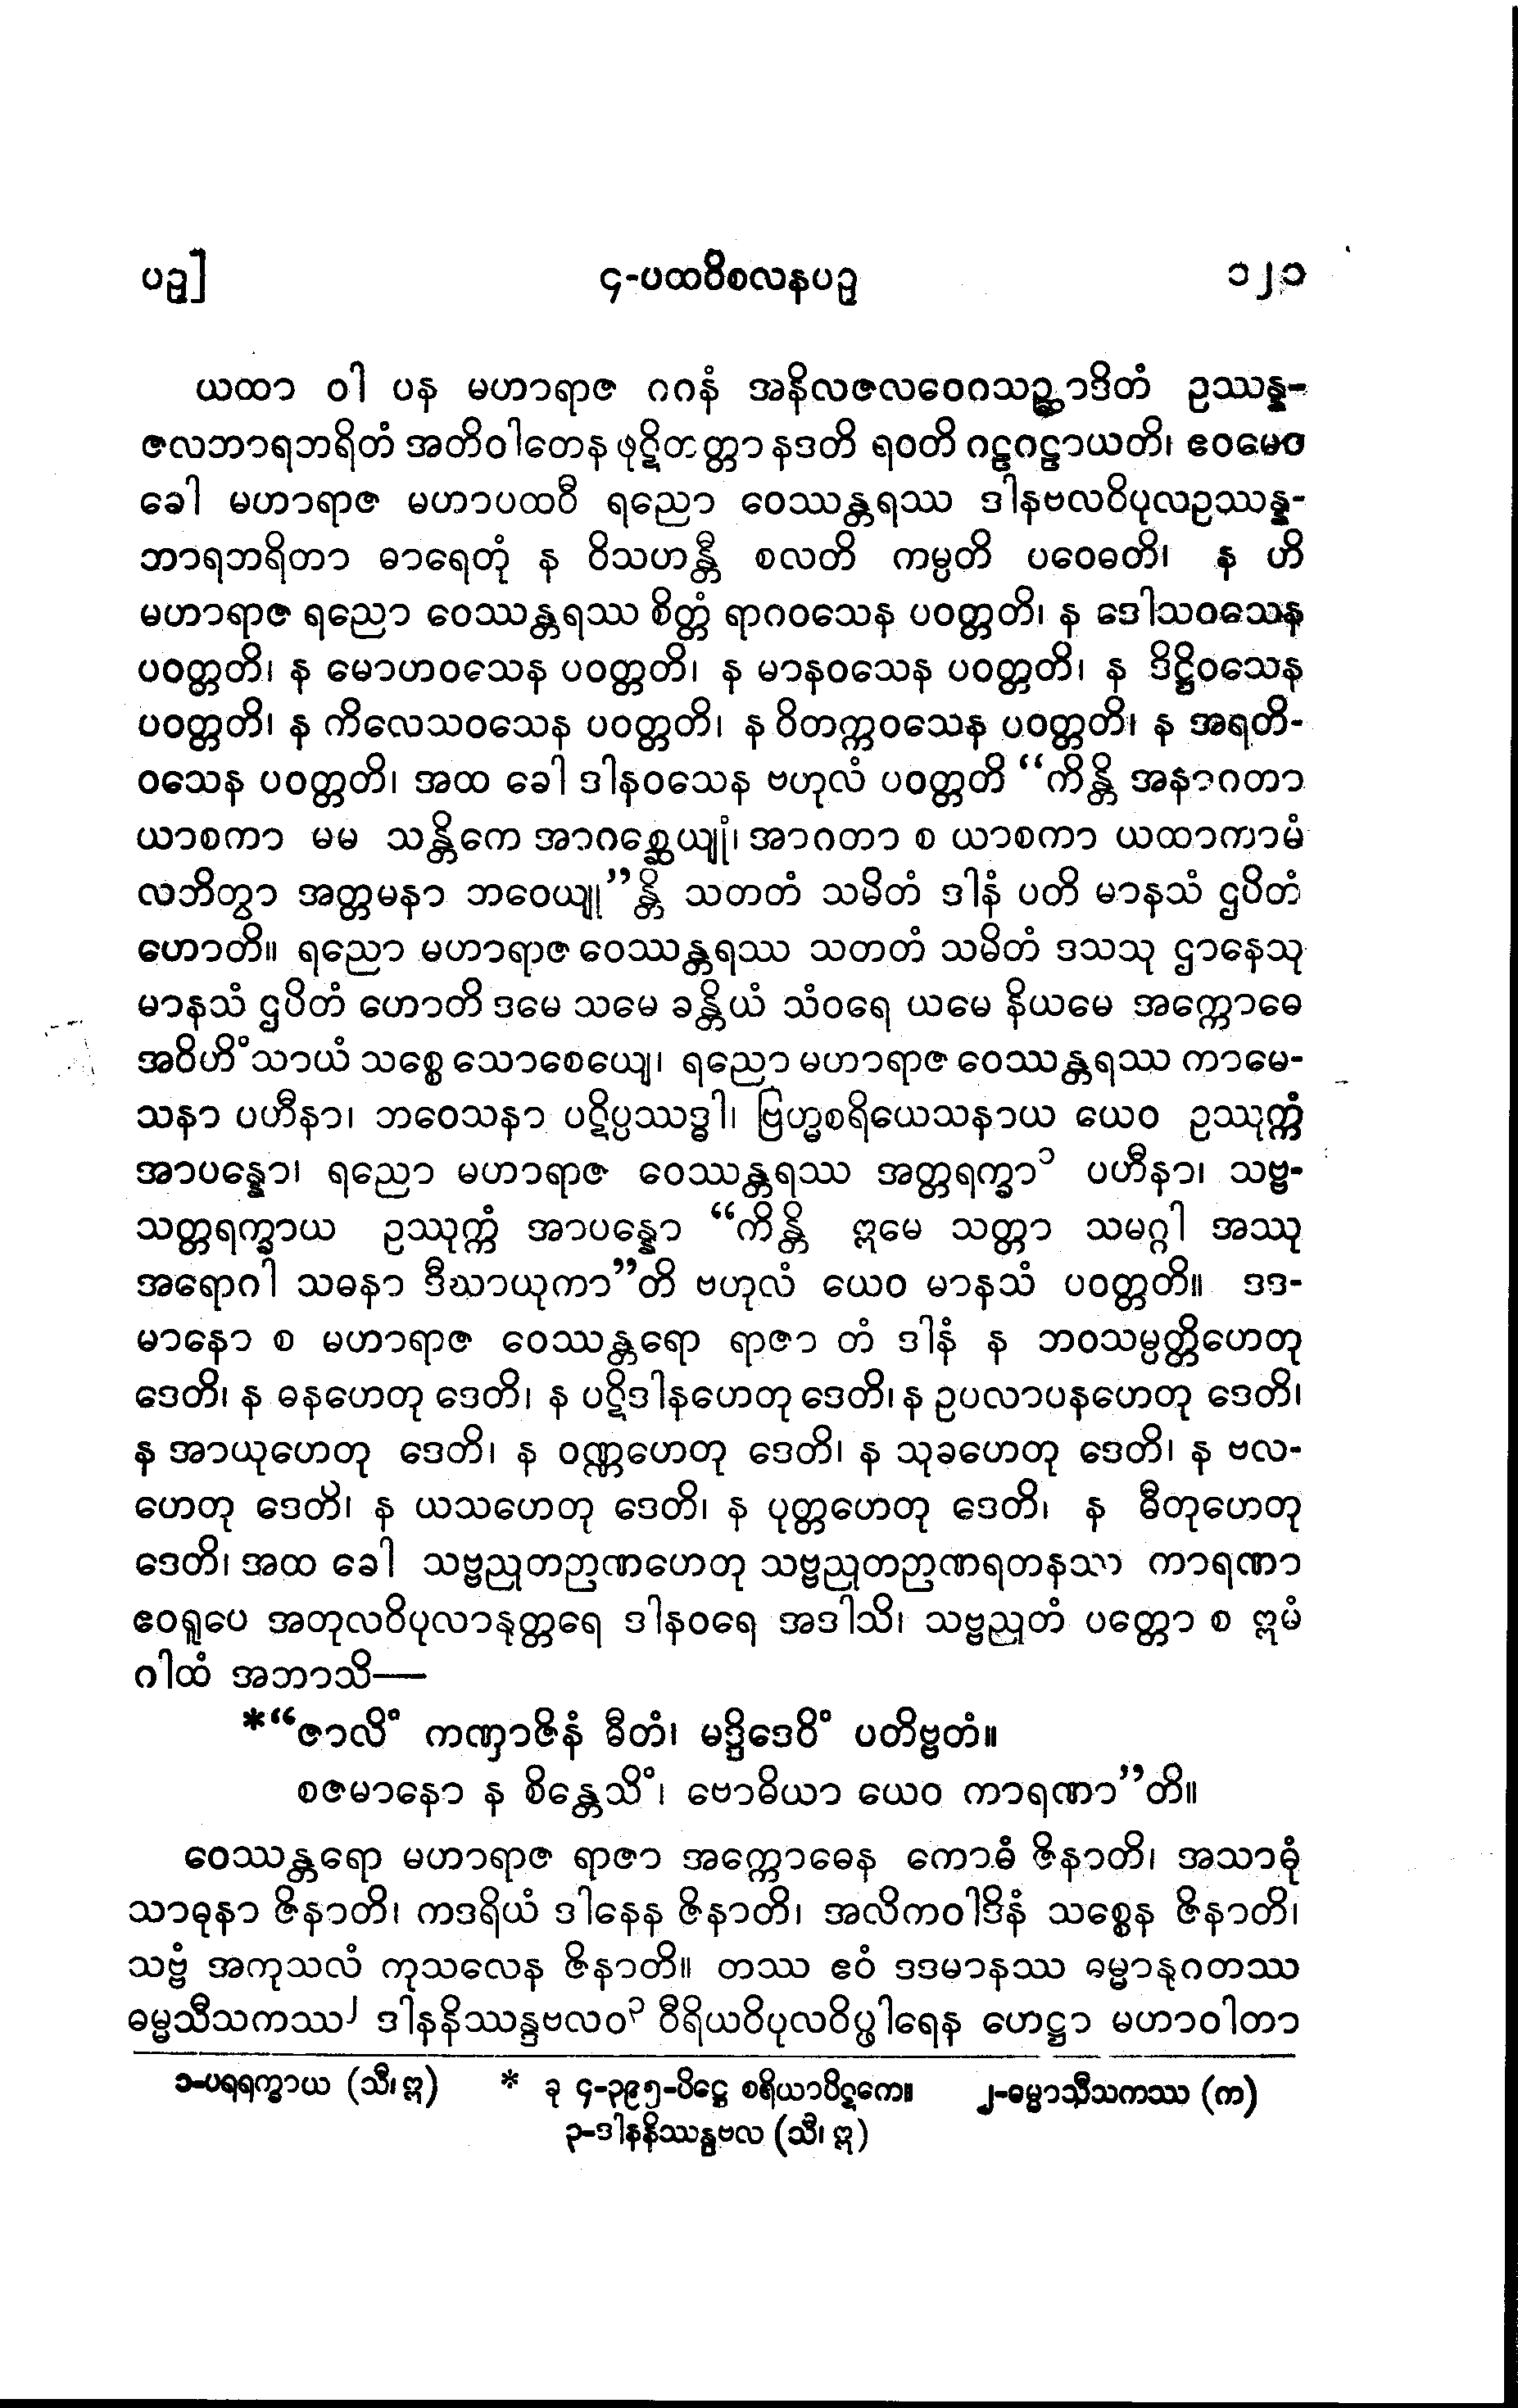 ပဥှ]
၄-ပထဝိစလနပဥှ
၁၂၁
ယထာ ဝါ ပန မဟာရာဇ ဂဂနံ အနိလဇလဝေဂသဉ္ဆာဒိတံ ဥဿန္န-
ဇလဘာရဘရိတံ အတိဝါတေန ဖုဋိတတ္တာ နဒတိ ရဝတိ ဂဠဂဠာယတိ၊ ဧဝမေဝ
ခေါ မဟာရာဇ မဟာပထဝီ ရညော ဝေဿန္တရဿ ဒါနဗလဝိပုလဥဿန္န-
ဘာရဘရိတာ ဓာရေတုံ န ဝိသဟန္တီ စလတိ ကမ္ပတိ ပဝေဓတိ၊ န ဟိ
မဟာရာဇ ရညော ဝေဿန္တရဿ စိတ္တံ ရာဂဝသေန ပဝတ္တတိ၊ န ဒေါသဝသေန
ပဝတ္တတိ၊ န မောဟဝသေန ပဝတ္တတိ၊ န မာနဝသေန ပဝတ္တတိ၊ န ဒိဋ္ဌိဝသေန
ပဝတ္တတိ၊ န ကိလေသဝသေန ပဝတ္တတိ၊ န ဝိတက္ကဝသေန ပဝတ္တတိ၊ န အရတိ-
ဝသေန ပဝတ္တတိ၊ အထ ခေါ ဒါနဝသေန ဗဟုလံ ပဝတ္တတိ “ကိန္တိ အနာဂတာ
ယာစကာ မမ သန္တိကေ အာဂစ္ဆေယျုံ၊ အာဂတာ စ ယာစကာ ယထာကာမံ
လဘိတွာ အတ္တမနာ ဘဝေယျု”န္တိ သတတံ သမိတံ ဒါနံ ပတိ မာနသံ ဌပိတံ
ဟောတိ။ ရညော မဟာရာဇ ဝေဿန္တရဿ သတတံ သမိတံ ဒသသု ဌာနေသု
မာနသံ ဌပိတံ ဟောတိ ဒမေ သမေ ခန္တိယံ သံဝရေ ယမေ နိယမေ အက္ကောဓေ
အဝိဟိံသာယံ သစ္စေ သောစေယျေ၊ ရညော မဟာရာဇ ဝေဿန္တရဿ ကာမေ-
သနာ ပဟီနာ၊ ဘဝေသနာ ပဋိပ္ပဿဒ္ဓါ၊ ဗြဟ္မစရိယေသနာယ ယေဝ ဥဿုက္ကံ
အာပန္နော၊ ရညော မဟာရာဇ ဝေဿန္တရဿ အတ္တရက္ခာ၁ ပဟီနာ၊ သဗ္ဗ-
သတ္တရက္ခာယ ဥဿုက္ကံ အာပန္နော “ကိန္တိ ဣမေ သတ္တာ သမဂ္ဂါ အဿု
အရောဂါ သဓနာ ဒီဃာယုကာ”တိ ဗဟုလံ ယေဝ မာနသံ ပဝတ္တတိ။ ဒဒ-
မာနော စ မဟာရာဇ ဝေဿန္တရော ရာဇာ တံ ဒါနံ န ဘဝသမ္ပတ္တိဟေတု
ဒေတိ၊ န ဓနဟေတု ဒေတိ၊ န ပဋိဒါနဟေတု ဒေတိ၊ န ဥပလာပနဟေတု ဒေတိ၊
န အာယုဟေတု ဒေတိ၊ န ဝဏ္ဏဟေတု ဒေတိ၊ န သုခဟေတု ဒေတိ၊ န ဗလ-
ဟေတု ဒေတိ၊ န ယသဟေတု ဒေတိ၊ န ပုတ္တဟေတု ဒေတိ၊ န ဓီတုဟေတု
ဒေတိ၊ အထ ခေါ သဗ္ဗညုတဉာဏဟေတု သဗ္ဗညုတဉာဏရတနဿ ကာရဏာ
ဧဝရူပေ အတုလဝိပုလာနုတ္တရေ ဒါနဝရေ အဒါသိ၊ သဗ္ဗညုတံ ပတ္တော စ ဣမံ
ဂါထံ အဘာသိ—
*“ဇာလိံ ကဏှာဇိနံ ဓီတံ၊ မဒ္ဒိဒေဝိံ ပတိဗ္ဗတံ။
စဇမာနော န စိန္တေသိံ၊ ဗောဓိယာ ယေဝ ကာရဏာ”တိ။
ဝေဿန္တရော မဟာရာဇ ရာဇာ အက္ကောဓေန ကောဓံ ဇိနာတိ၊ အသာဓုံ
သာဓုနာ ဇိနာတိ၊ ကဒရိယံ ဒါနေန ဇိနာတိ၊ အလိကဝါဒိနံ သစ္စေန ဇိနာတိ၊
သဗ္ဗံ အကုသလံ ကုသလေန ဇိနာတိ။ တဿ ဧဝံ ဒဒမာနဿ ဓမ္မာနုဂတဿ
ဓမ္မသီသကဿ၂ ဒါနနိဿန္ဒဗလဝ၃ ဝီရိယဝိပုလဝိပ္ဖါရေန ဟေဋ္ဌာ မဟာဝါတာ
၁-ပရရက္ခာယ (သီ၊ ဣ) * ခု ၄-၃၉၅-ပိဋ္ဌေ စရိယာပိဋကေ။ ၂-ဓမ္မာသီသကဿ (က)
၃-ဒါနနိဿန္ဒဗလ (သီ၊ ဣ)